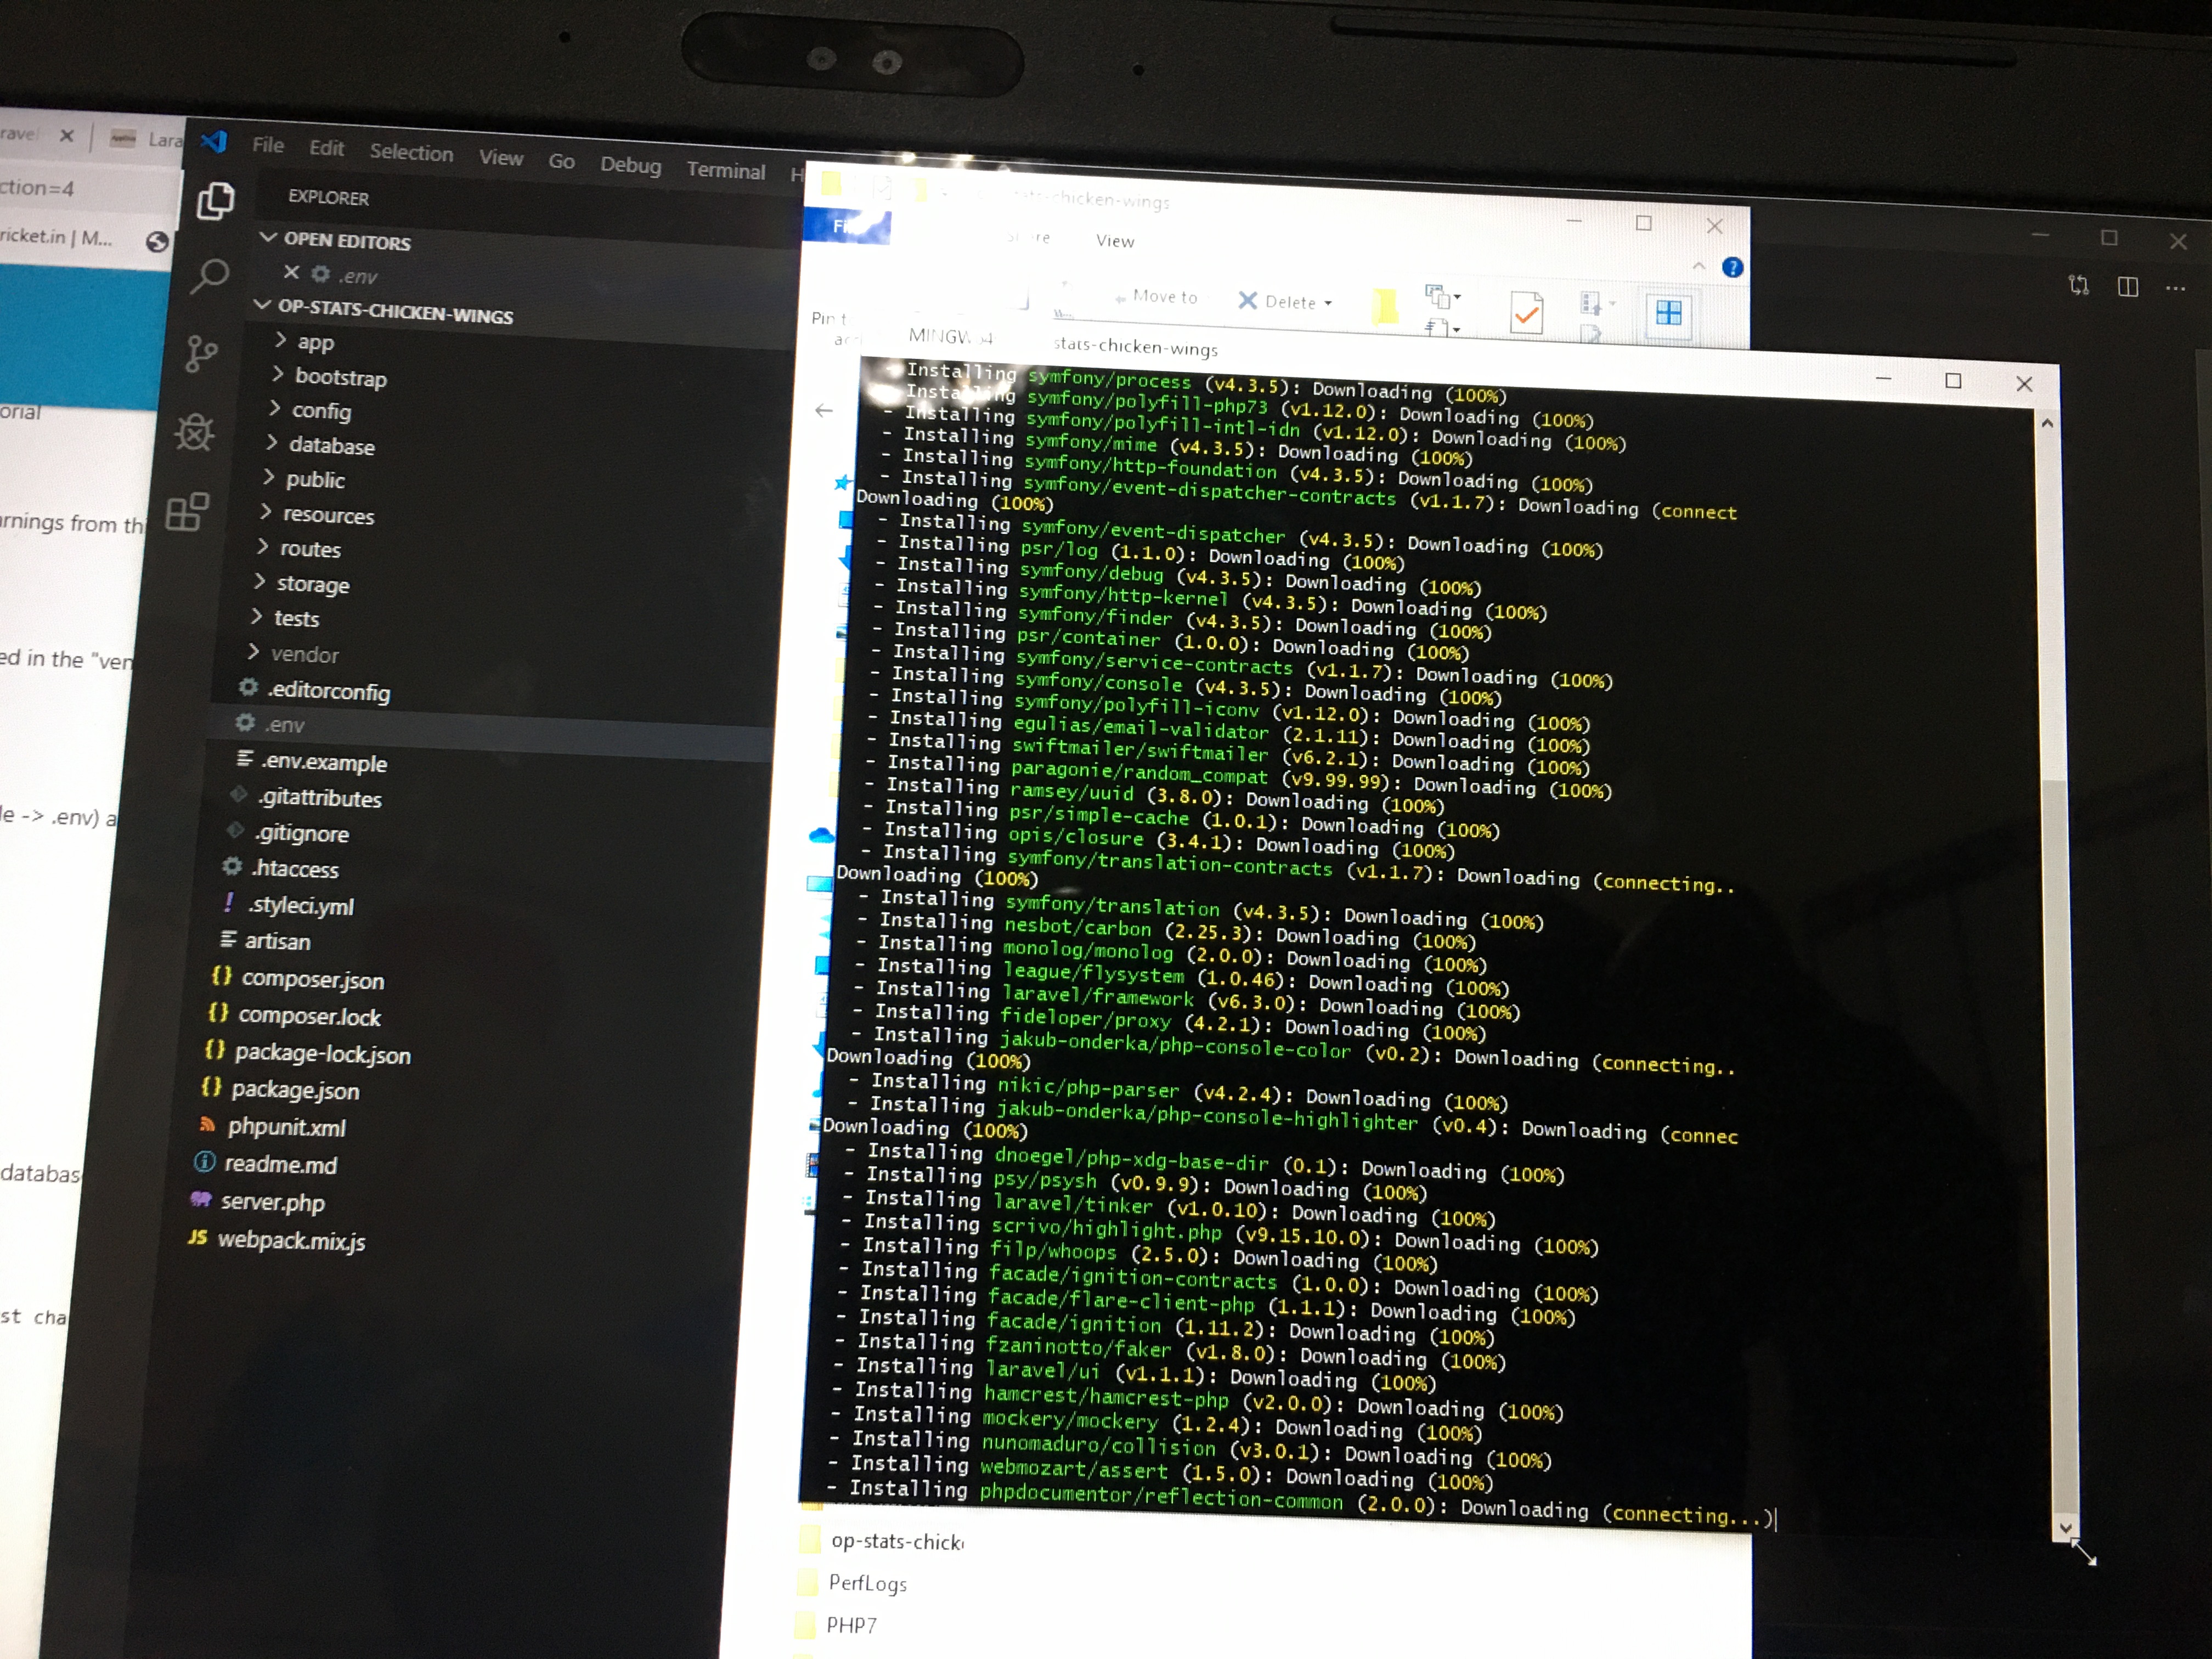 ravel
Lara
ction=4
ricket.in | M...
orial
rnings from th
ed in the "ven
le -> .env) a
databas
st cha
File Edit Selection View Go Debug Terminal H
EXPLORER
OPEN EDITORS
.env
OP-STATS-CHICKEN-WINGS
app
bootstrap
config
database
public
resources
routes
storage
tests
vendor
.editorconfig
.env
.env.example
.gitattributes
.gitignore
.htaccess
.styleci.yml
artisan
composer.json
composer.lock
package-lock.json
package.json
phpunit.xml
readme.md
server.php
JS webpack.mix.js
-chicken-wings
View
Move to
Delete
Pin t
stats-chicken-wings
- Installing symfony/process (v4.3.5): Downloading (100%)
- Installing symfony/polyfill-php73 (v1.12.0): Downloading (100%)
- Installing symfony/polyfill-intl-idn (v1.12.0): Downloading (100%)
- Installing symfony/mime (v4.3.5): Downloading (100%)
- Installing symfony/http-foundation (v4.3.5): Downloading (100%)
- Installing symfony/event-dispatcher-contracts (v1.1.7): Downloading (connect
Downloading (100%)
- Installing symfony/event-dispatcher (v4.3.5): Downloading (100%)
- Installing psr/log (1.1.0): Downloading (100%)
- Installing symfony/debug (v4.3.5): Downloading (100%)
- Installing symfony/http-kernel (v4.3.5): Downloading (100%)
- Installing symfony/finder (v4.3.5): Downloading (100%)
- Installing psr/container (1.0.0): Downloading (100%)
- Installing symfony/service-contracts (v1.1.7): Downloading (100%)
- Installing symfony/console (v4.3.5): Downloading (100%)
- Installing symfony/polyfill-iconv (v1.12.0): Downloading (100%)
- Installing egulias/email-validator (2.1.11): Downloading (100%)
- Installing swiftmailer/swiftmailer (v6.2.1): Downloading (100%)
- Installing paragonie/random_compat (v9.99.99): Downloading (100%)
- Installing ramsey/uuid (3.8.0): Downloading (100%)
- Installing psr/simple-cache (1.0.1): Downloading (100%)
- Installing opis/closure (3.4.1): Downloading (100%)
- Installing symfony/translation-contracts (v1.1.7): Downloading (connecting..
Downloading (100%)
- Installing symfony/translation (v4.3.5): Downloading (100%)
- Installing nesbot/carbon (2.25.3): Downloading (100%)
- Installing monolog/monolog (2.0.0): Downloading (100%)
- Installing league/flysystem (1.0.46): Downloading (100%)
- Installing laravel/framework (v6.3.0): Downloading (100%)
- Installing fideloper/proxy (4.2.1): Downloading (100%)
- Installing jakub-onderka/php-console-color (v0.2): Downloading (connecting..
Downloading (100%)
- Installing nikic/php-parser (v4.2.4): Downloading (100%)
- Installing jakub-onderka/php-console-highlighter (v0.4): Downloading (connec
Downloading (100%)
- Installing dnoegel/php-xdg-base-dir (0.1): Downloading (100%)
- Installing psy/psysh (v0.9.9): Downloading (100%)
- Installing laravel/tinker (v1.0.10): Downloading (100%)
- Installing scrivo/highlight.php (v9.15.10.0): Downloading (100%)
- Installing filp/whoops (2.5.0): Downloading (100%)
- Installing facade/ignition-contracts (1.0.0): Downloading (100%)
- Installing facade/flare-client-php (1.1.1): Downloading (100%)
- Installing facade/ignition (1.11.2): Downloading (100%)
- Installing fzaninotto/faker (v1.8.0): Downloading (100%)
- Installing laravel/ui (v1.1.1): Downloading (100%)
- Installing hamcrest/hamcrest-php (v2.0.0): Downloading (100%)
- Installing mockery/mockery (1.2.4): Downloading (100%)
- Installing nunomaduro/collision (v3.0.1): Downloading (100%)
- Installing webmozart/assert (1.5.0): Downloading (100%)
- Installing phpdocumentor/reflection-common (2.0.0): Downloading (connecting...)
op-stats-chick
PerfLogs
PHP7